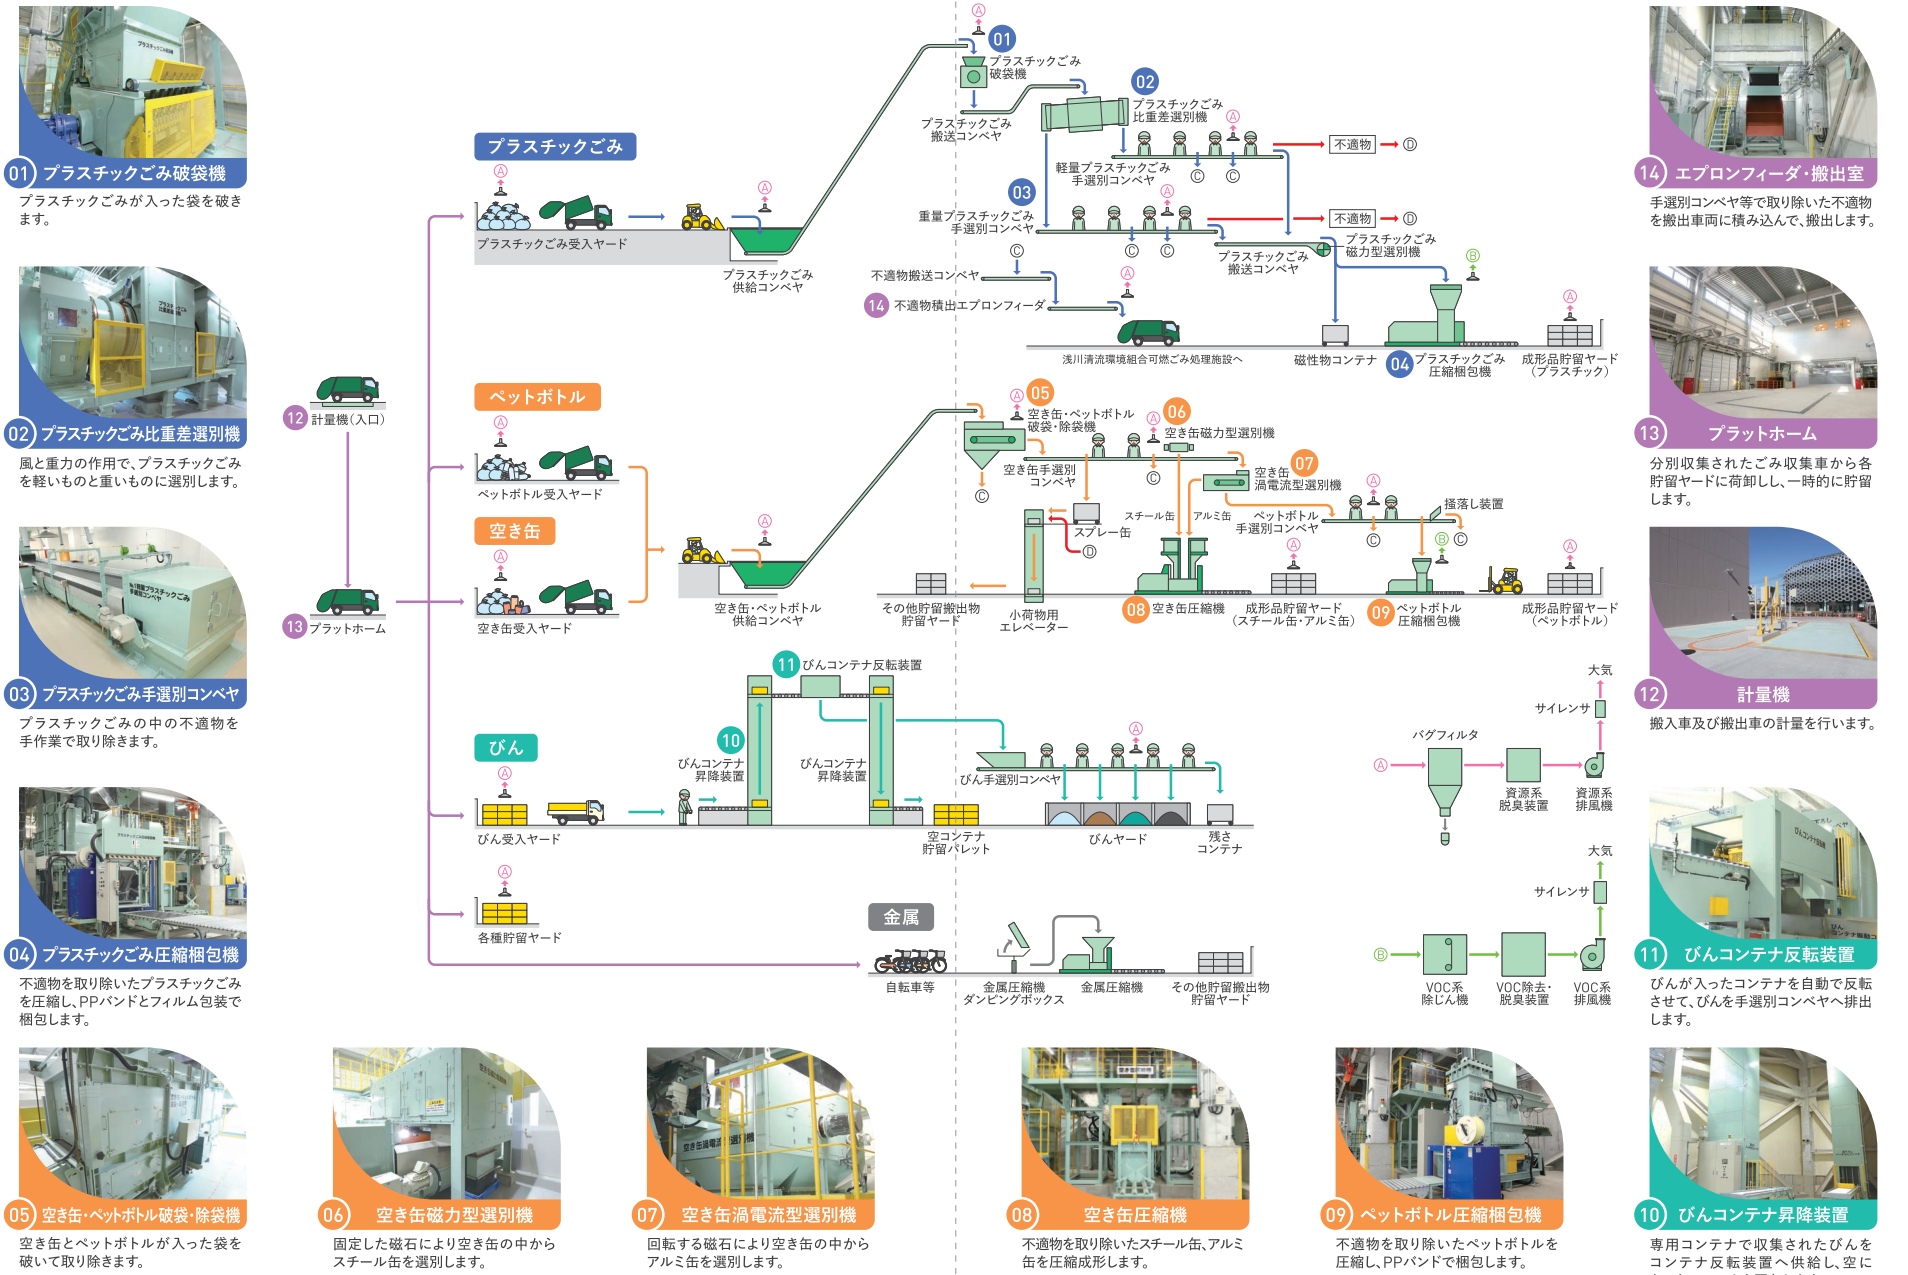 01 プラスチックごみ破袋機
プラスチックごみが入った袋を破き
ます。
02 プラスチックごみ比重差選別機
風と重力の作用で、プラスチックごみ
を軽いものと重いものに選別します。
03 プラスチックごみ手選別コンベヤ
プラスチックごみの中の不適物を
手作業で取り除きます。
04 プラスチックごみ圧縮梱包機
不適物を取り除いたプラスチックごみ
を圧縮し、PPバンドとフィルム包装で
梱包します。
05 空き缶・ペットボトル破袋・除袋機
空き缶とペットボトルが入った袋を
破いて取り除きます。
06 空き缶磁力型選別機
固定した磁石により空き缶の中から
スチール缶を選別します。
07 空き缶渦電流型選別機
回転する磁石により空き缶の中から
アルミ缶を選別します。
08 空き缶圧縮機
不適物を取り除いたスチール缶、アルミ
缶を圧縮成形します。
09 ペットボトル圧縮梱包機
不適物を取り除いたペットボトルを
圧縮し、PPバンドで梱包します。
10 びんコンテナ昇降装置
専用コンテナで収集されたびんを
コンテナ反転装置へ供給し、空に
11 びんコンテナ反転装置
びんが入ったコンテナを自動で反転
させて、びんを手選別コンベヤへ排出
します。
12 計量機
搬入車及び搬出車の計量を行います。
13 プラットホーム
分別収集されたごみ収集車から各
貯留ヤードに荷卸しし、一時的に貯留
します。
14 エプロンフィーダ・搬出室
手選別コンベヤ等で取り除いた不適物
を搬出車両に積み込んで、搬出します。
12 計量機(入口)
13 プラットホーム
プラスチックごみ
A
プラスチックごみ受入ヤード
A
プラスチックごみ
供給コンベヤ
A
01
プラスチックごみ
破袋機
プラスチックごみ
搬送コンベヤ
02
プラスチックごみ
比重差選別機
A
軽量プラスチックごみ
手選別コンベヤ
C C
不適物 D
03
重量プラスチックごみ
手選別コンベヤ
A
C C
不適物 D
プラスチックごみ
搬送コンベヤ
プラスチックごみ
磁力型選別機
C
不適物搬送コンベヤ
14 不適物積出エプロンフィーダ
A
浅川清流環境組合可燃ごみ処理施設へ
磁性物コンテナ
B
04 プラスチックごみ
圧縮梱包機
A
成形品貯留ヤード
(プラスチック)
ペットボトル
A
ペットボトル受入ヤード
空き缶
A
空き缶受入ヤード
A
空き缶・ペットボトル
供給コンベヤ
A
05
空き缶・ペットボトル
破袋・除袋機
C
空き缶手選別
コンベヤ
A
C
06
空き缶磁力型選別機
07
空き缶
渦電流型選別機
スプレー缶
D
スチール缶
アルミ缶
ペットボトル
手選別コンベヤ
A
C
掻落し装置
C
その他貯留搬出物
貯留ヤード
小荷物用
エレベーター
08 空き缶圧縮機
A
成形品貯留ヤード
(スチール缶・アルミ缶)
B
09 ペットボトル
圧縮梱包機
A
成形品貯留ヤード
(ペットボトル)
びん
A
びん受入ヤード
10
びんコンテナ
昇降装置
11 びんコンテナ反転装置
びんコンテナ
昇降装置
空コンテナ
貯留パレット
びん手選別コンベヤ
A
びんヤード
残さ
コンテナ
A
各種貯留ヤード
金属
自転車等
金属圧縮機
ダンピングボックス
金属圧縮機
その他貯留搬出物
貯留ヤード
A
バグフィルタ
資源系
脱臭装置
資源系
排風機
サイレンサ
大気
B
VOC系
除じん機
VOC除去・
脱臭装置
VOC系
排風機
サイレンサ
大気